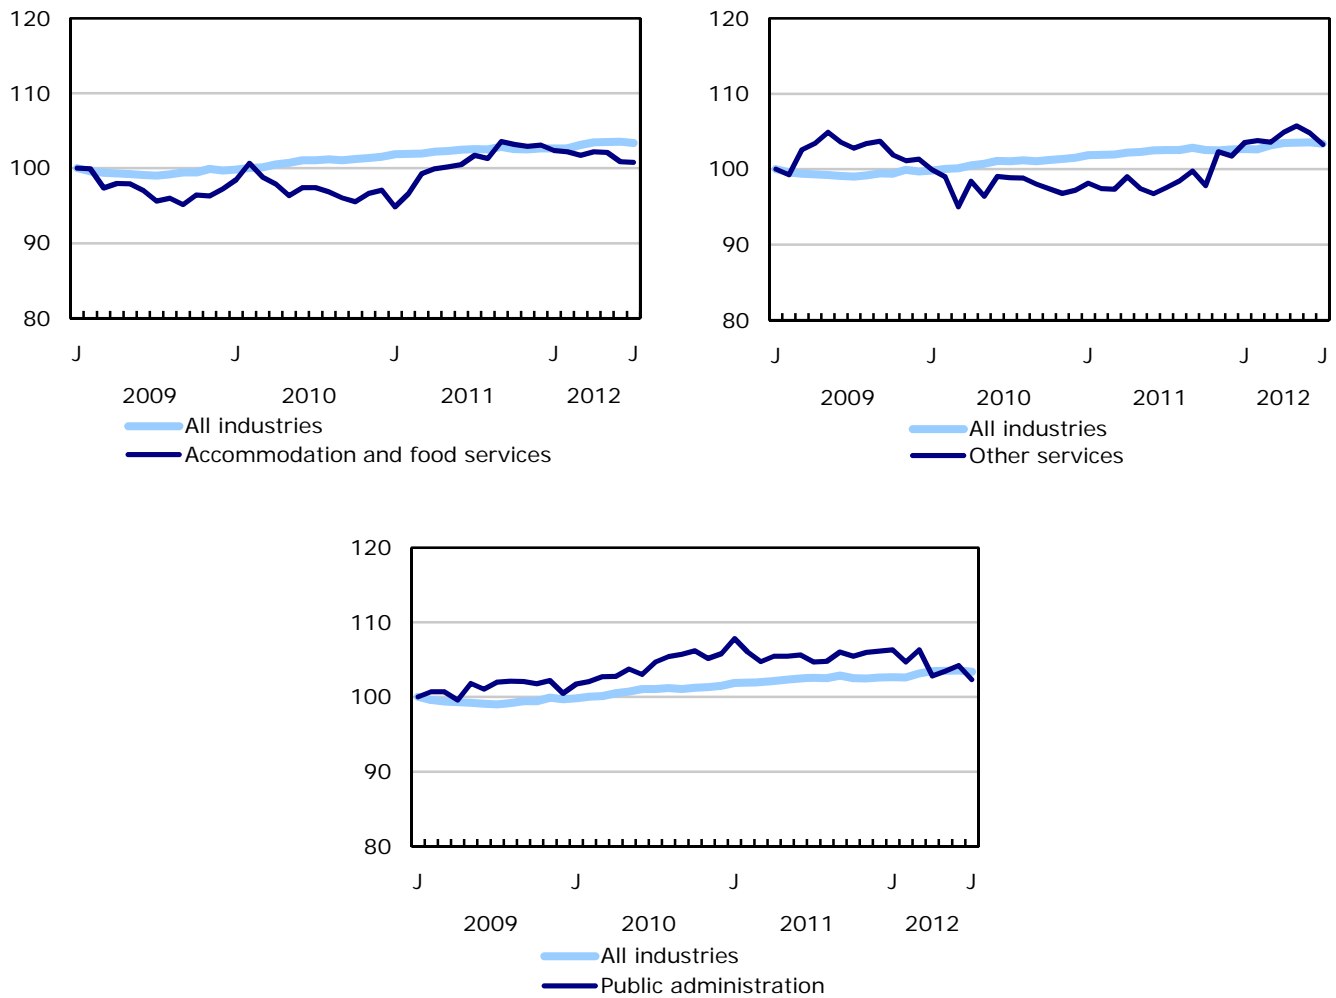 120
110
100
90
80
J J J J J
2009 2010 2011 2012
All industries
Accommodation and food services
120
110
100
90
80
J J J J J
2009 2010 2011 2012
All industries
Other services
120
110
100
90
80
J J J J J
2009 2010 2011 2012
All industries
Public administration